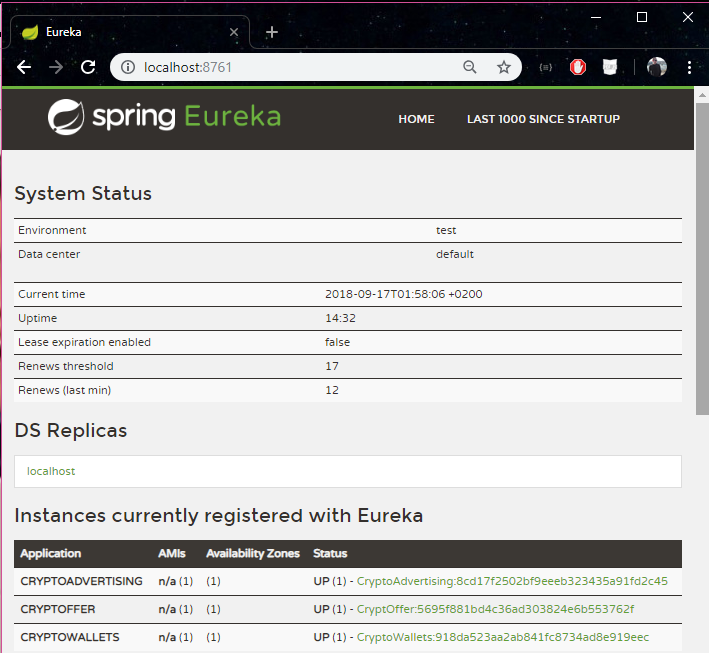 Eureka
localhost:8761
spring Eureka
HOME LAST 1000 SINCE STARTUP
System Status
Environment test
Data center default
Current time 2018-09-17T01:58:06 +0200
Uptime 14:32
Lease expiration enabled false
Renews threshold 17
Renews (last min) 12
DS Replicas
localhost
Instances currently registered with Eureka
Application AMIs Availability Zones Status
CRYPTOADVERTISING n/a (1) (1) UP (1) - CryptoAdvertising:8cd17f2502bf9eeeb323435a91fd2c45
CRYPTOFFER n/a (1) (1) UP (1) - CryptOffer:5695f881bd4c36ad303824e6b553762f
CRYPTOWALLETS n/a (1) (1) UP (1) - CryptoWallets:918da523aa2ab841fc8734ad8e919eec